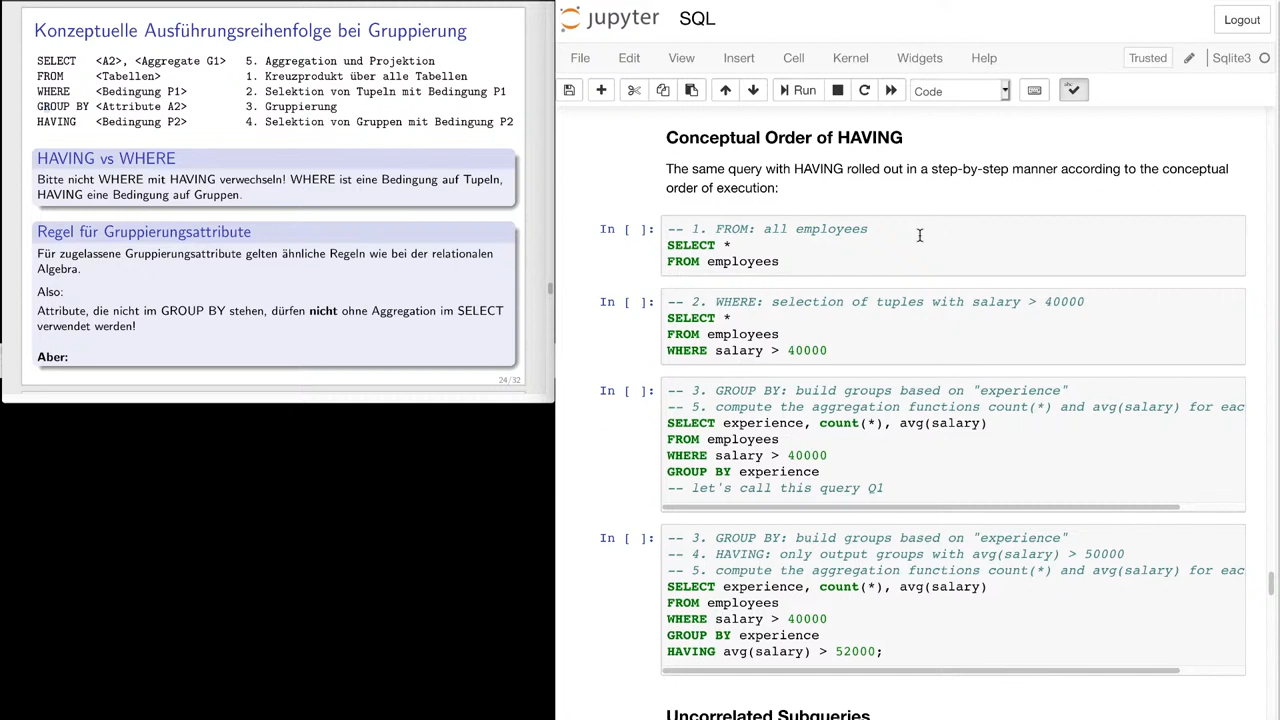 Konzeptuelle Ausführungsreihenfolge bei Gruppierung
SELECT <A2>, <Aggregate G1> 5. Aggregation und Projektion
FROM <Tabellen> 1. Kreuzprodukt über alle Tabellen
WHERE <Bedingung P1> 2. Selektion von Tupeln mit Bedingung P1
GROUP BY <Attribute A2> 3. Gruppierung
HAVING <Bedingung P2> 4. Selektion von Gruppen mit Bedingung P2
HAVING vs WHERE
Bitte nicht WHERE mit HAVING verwechseln! WHERE ist eine Bedingung auf Tupeln,
HAVING eine Bedingung auf Gruppen.
Regel für Gruppierungsattribute
Für zugelassene Gruppierungsattribute gelten ähnliche Regeln wie bei der relationalen
Algebra.
Also:
Attribute, die nicht im GROUP BY stehen, dürfen nicht ohne Aggregation im SELECT
verwendet werden!
Aber:
24/32
jupyter SQL
Logout
File Edit View Insert Cell Kernel Widgets Help
Trusted
Sqlite3
Run
Code
Conceptual Order of HAVING
The same query with HAVING rolled out in a step-by-step manner according to the conceptual
order of execution:
In [ ]: -- 1. FROM: all employees
SELECT *
FROM employees
In [ ]: -- 2. WHERE: selection of tuples with salary > 40000
SELECT *
FROM employees
WHERE salary > 40000
In [ ]: -- 3. GROUP BY: build groups based on "experience"
-- 5. compute the aggregation functions count(*) and avg(salary) for eac
SELECT experience, count(*), avg(salary)
FROM employees
WHERE salary > 40000
GROUP BY experience
-- let's call this query Q1
In [ ]: -- 3. GROUP BY: build groups based on "experience"
-- 4. HAVING: only output groups with avg(salary) > 50000
-- 5. compute the aggregation functions count(*) and avg(salary) for eac
SELECT experience, count(*), avg(salary)
FROM employees
WHERE salary > 40000
GROUP BY experience
HAVING avg(salary) > 52000;
Uncorrelated Subqueries